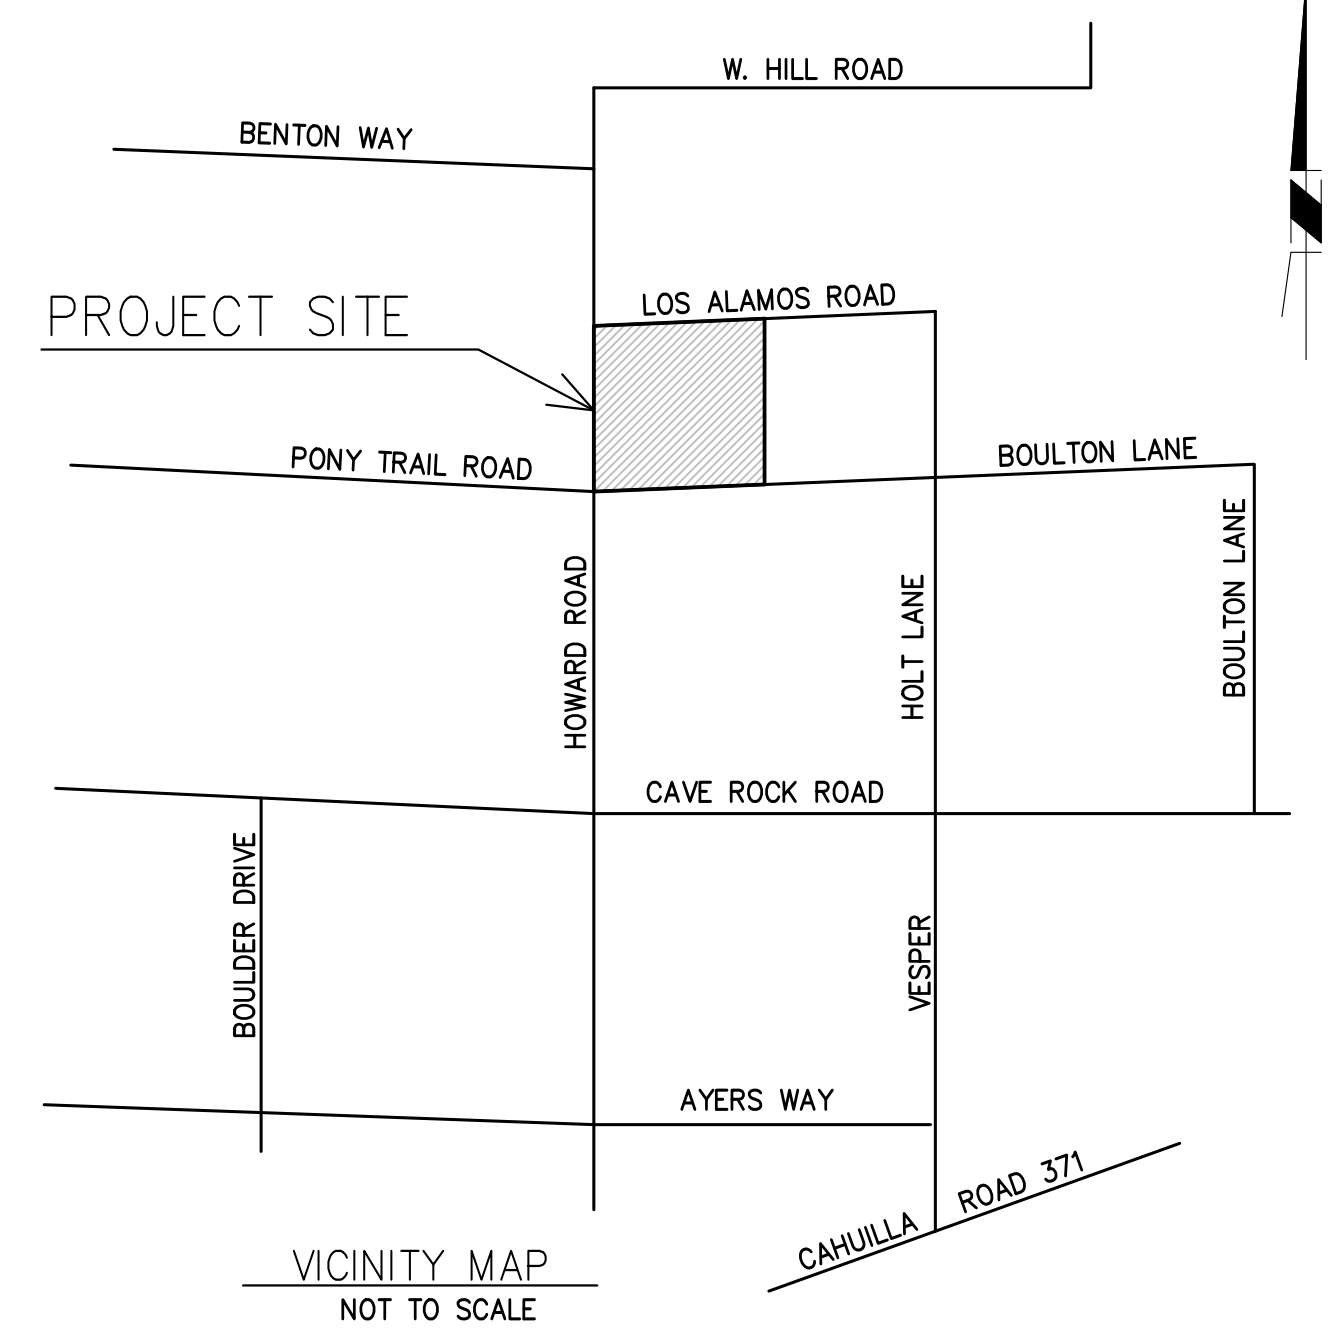 W. HILL ROAD
BENTON WAY
N
LOS ALAMOS ROAD
PROJECT SITE
BOULTON LANE
PONY TRAIL ROAD
BOULTON LANE
HOWARD ROAD
HOLT LANE
CAVE ROCK ROAD
BOULDER DRIVE
VESPER
AYERS WAY
CAHUILLA ROAD 371
VICINITY MAP
NOT TO SCALE